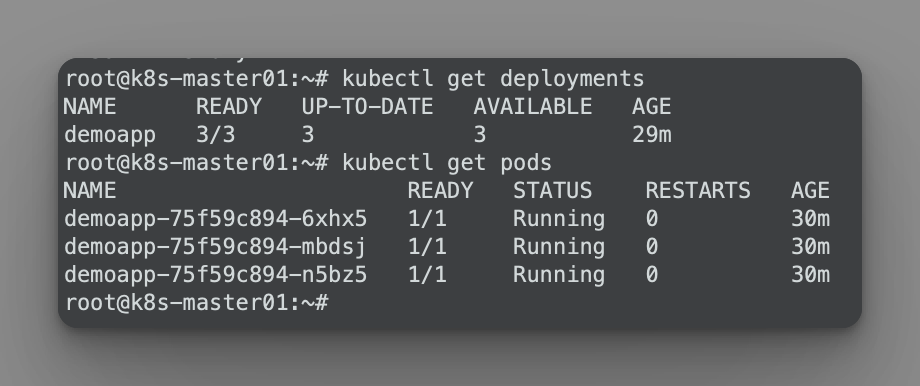 root@k8s-master01:~# kubectl get deployments
NAME      READY   UP-TO-DATE   AVAILABLE   AGE
demoapp   3/3     3            3           29m
root@k8s-master01:~# kubectl get pods
NAME                       READY   STATUS    RESTARTS   AGE
demoapp-75f59c894-6xhx5   1/1     Running   0          30m
demoapp-75f59c894-mbdsj   1/1     Running   0          30m
demoapp-75f59c894-n5bz5   1/1     Running   0          30m
root@k8s-master01:~#